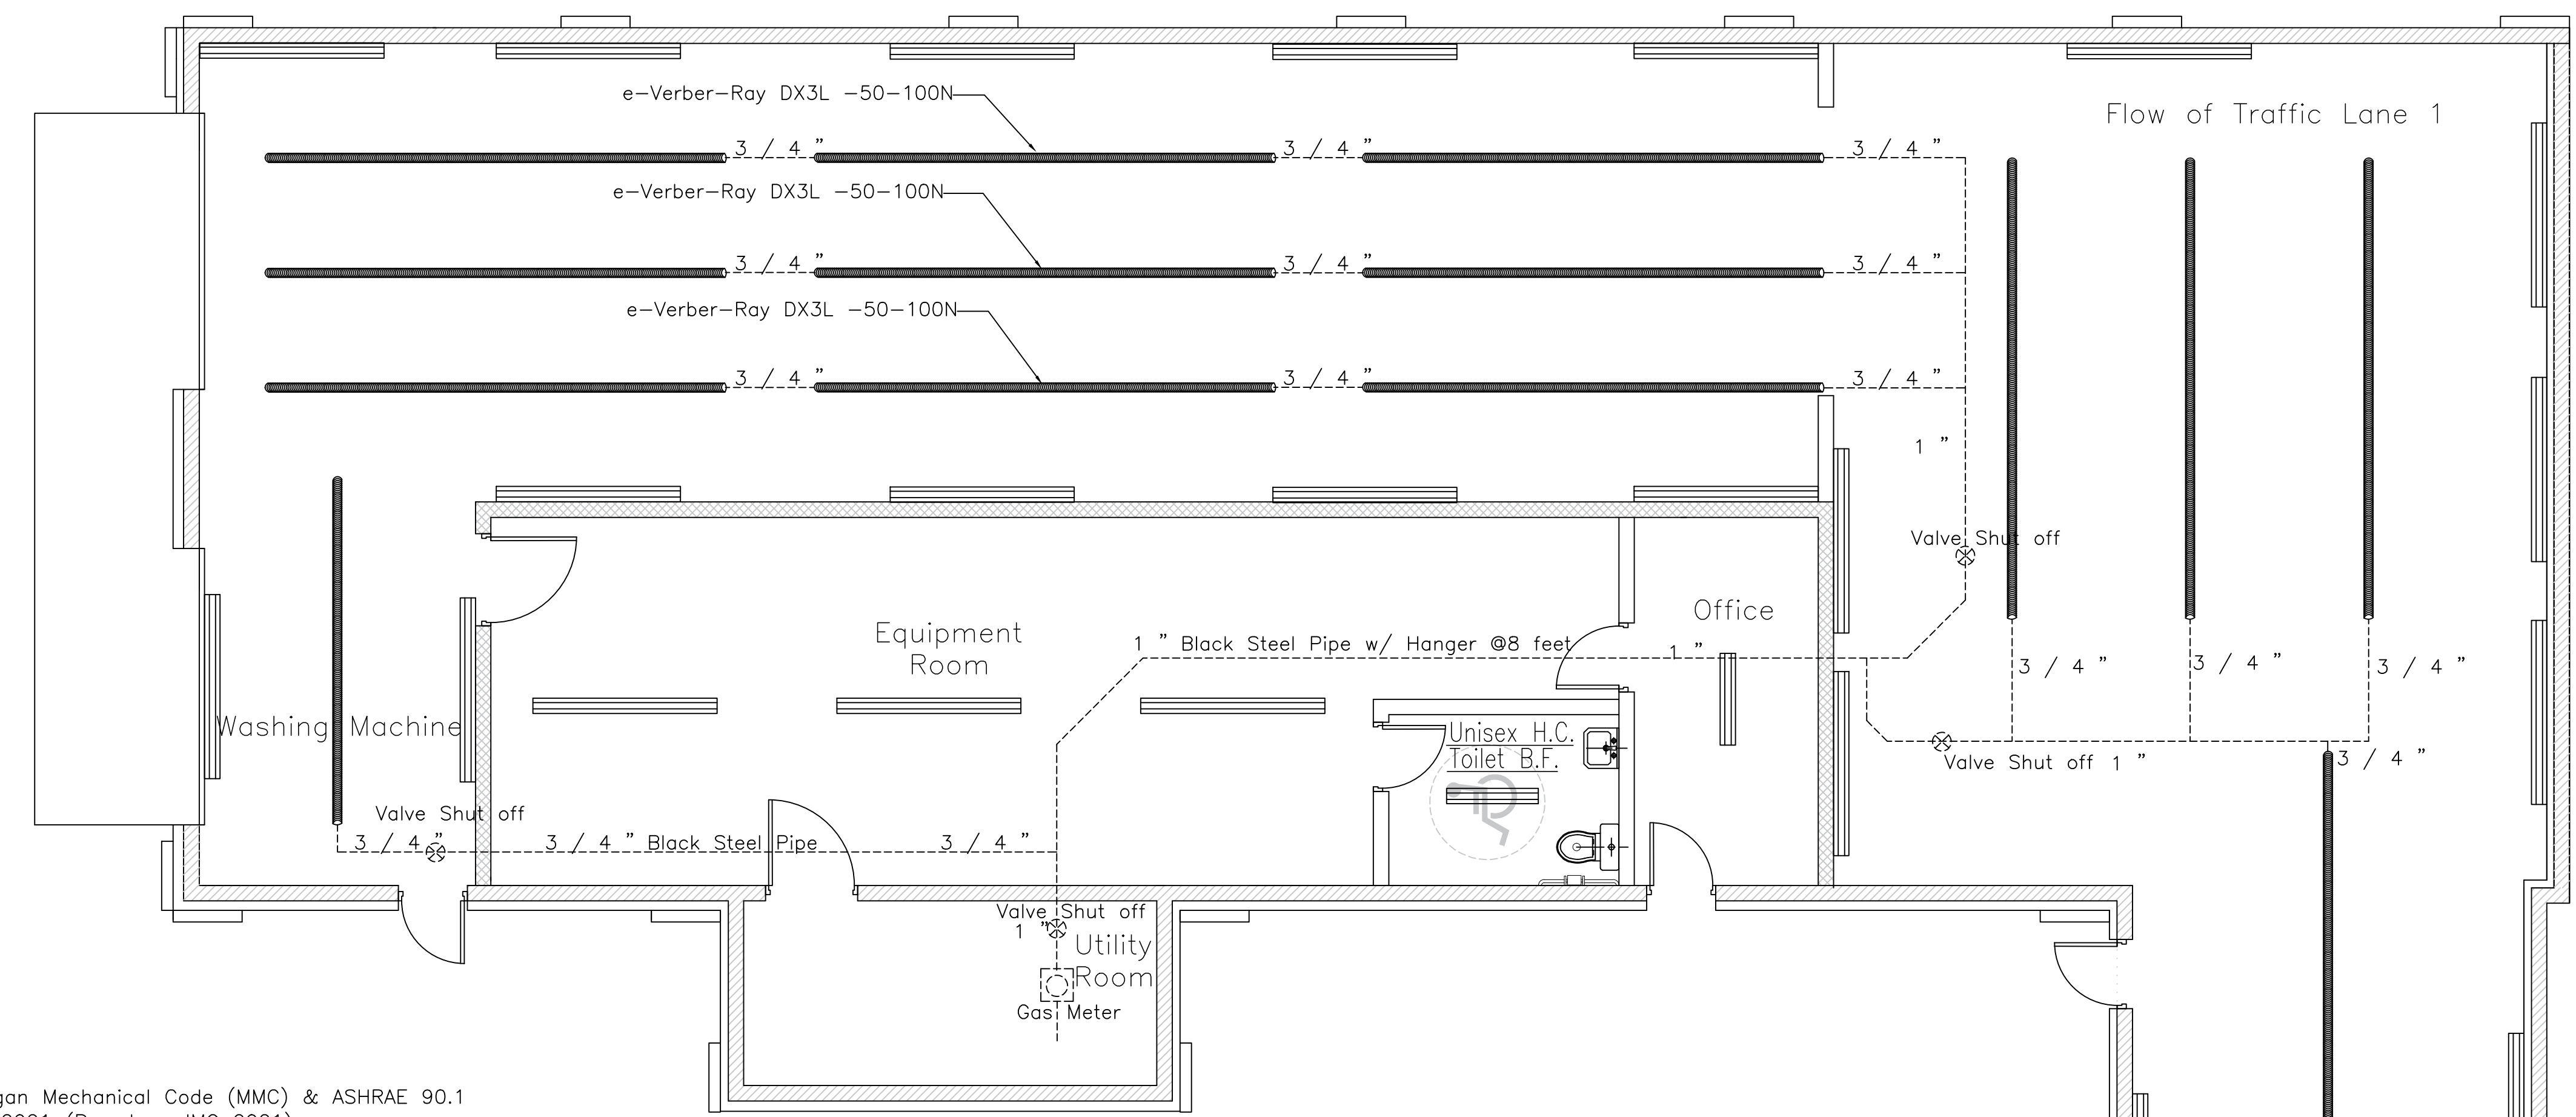 e-Verber-Ray DX3L -50-100N
Flow of Traffic Lane 1
3 / 4 "
3 / 4 "
3 / 4 "
e-Verber-Ray DX3L -50-100N
3 / 4 "
3 / 4 "
3 / 4 "
e-Verber-Ray DX3L -50-100N
3 / 4 "
3 / 4 "
3 / 4 "
1 "
Valve Shut off
Office
Equipment
Room
1 " Black Steel Pipe w/ Hanger @8 feet
1 "
3 / 4 "
3 / 4 "
3 / 4 "
Washing Machine
Unisex H.C.
Toilet B.F.
Valve Shut off 1 "
3 / 4 "
Valve Shut off
3 / 4 "
3 / 4 " Black Steel Pipe
3 / 4 "
Valve Shut off
1 "
Utility
Room
Gas Meter
gan Mechanical Code (MMC) & ASHRAE 90.1